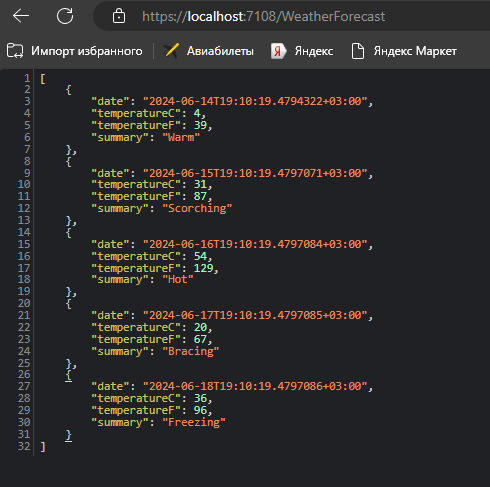 https://localhost:7108/WeatherForecast
Импорт избранного Авиабилеты Я Яндекс Яндекс Маркет
1 [
2 {
3 "date": "2024-06-14T19:10:19.4794322+03:00",
4 "temperatureC": 4,
5 "temperatureF": 39,
6 "summary": "Warm"
7 },
8 {
9 "date": "2024-06-15T19:10:19.4797071+03:00",
10 "temperatureC": 31,
11 "temperatureF": 87,
12 "summary": "Scorching"
13 },
14 {
15 "date": "2024-06-16T19:10:19.4797084+03:00",
16 "temperatureC": 54,
17 "temperatureF": 129,
18 "summary": "Hot"
19 },
20 {
21 "date": "2024-06-17T19:10:19.4797085+03:00",
22 "temperatureC": 20,
23 "temperatureF": 67,
24 "summary": "Bracing"
25 },
26 {
27 "date": "2024-06-18T19:10:19.4797086+03:00",
28 "temperatureC": 36,
29 "temperatureF": 96,
30 "summary": "Freezing"
31 }
32 ]